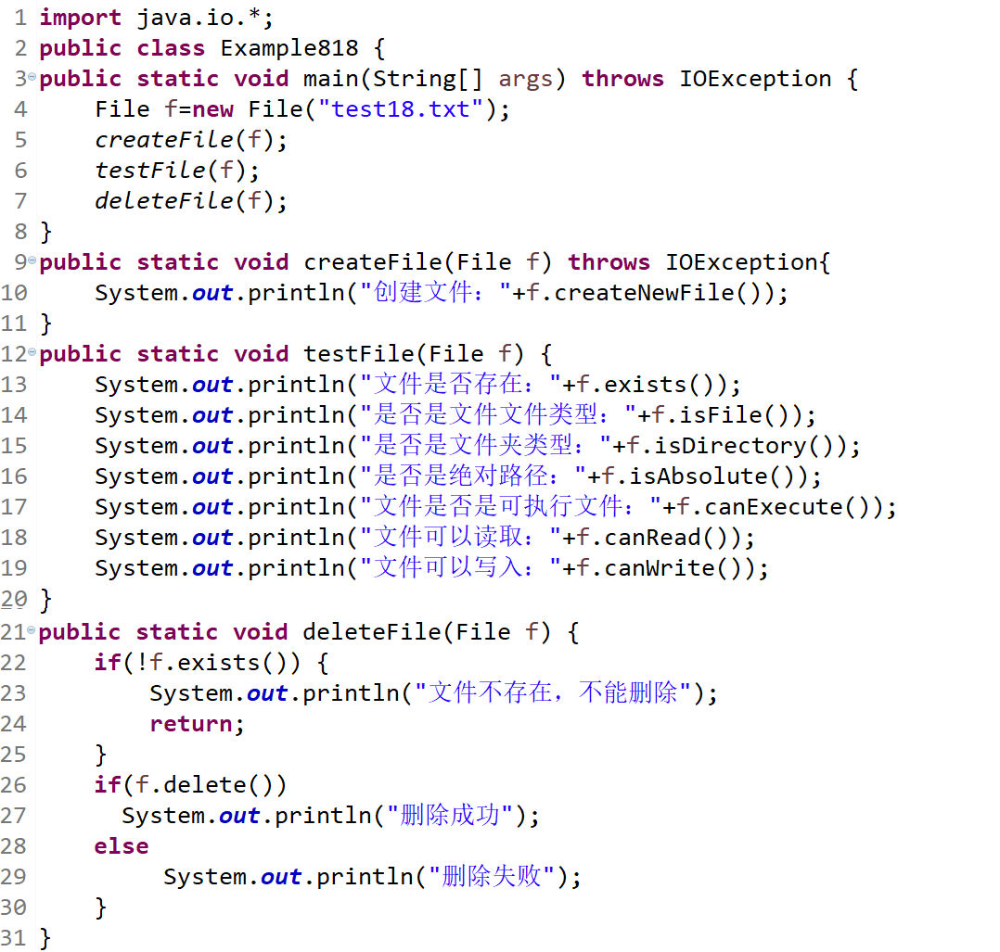 1 import java.io.*;
2 public class Example818 {
3 public static void main(String[] args) throws IOException {
4     File f=new File("test18.txt");
5     createFile(f);
6     testFile(f);
7     deleteFile(f);
8 }
9 public static void createFile(File f) throws IOException{
10     System.out.println("创建文件："+f.createNewFile());
11 }
12 public static void testFile(File f) {
13     System.out.println("文件是否存在："+f.exists());
14     System.out.println("是否是文件文件类型："+f.isFile());
15     System.out.println("是否是文件夹类型："+f.isDirectory());
16     System.out.println("是否是绝对路径："+f.isAbsolute());
17     System.out.println("文件是否是可执行文件："+f.canExecute());
18     System.out.println("文件可以读取："+f.canRead());
19     System.out.println("文件可以写入："+f.canWrite());
20 }
21 public static void deleteFile(File f) {
22     if(!f.exists()) {
23         System.out.println("文件不存在，不能删除");
24         return;
25     }
26     if(f.delete())
27       System.out.println("删除成功");
28     else
29          System.out.println("删除失败");
30     }
31 }